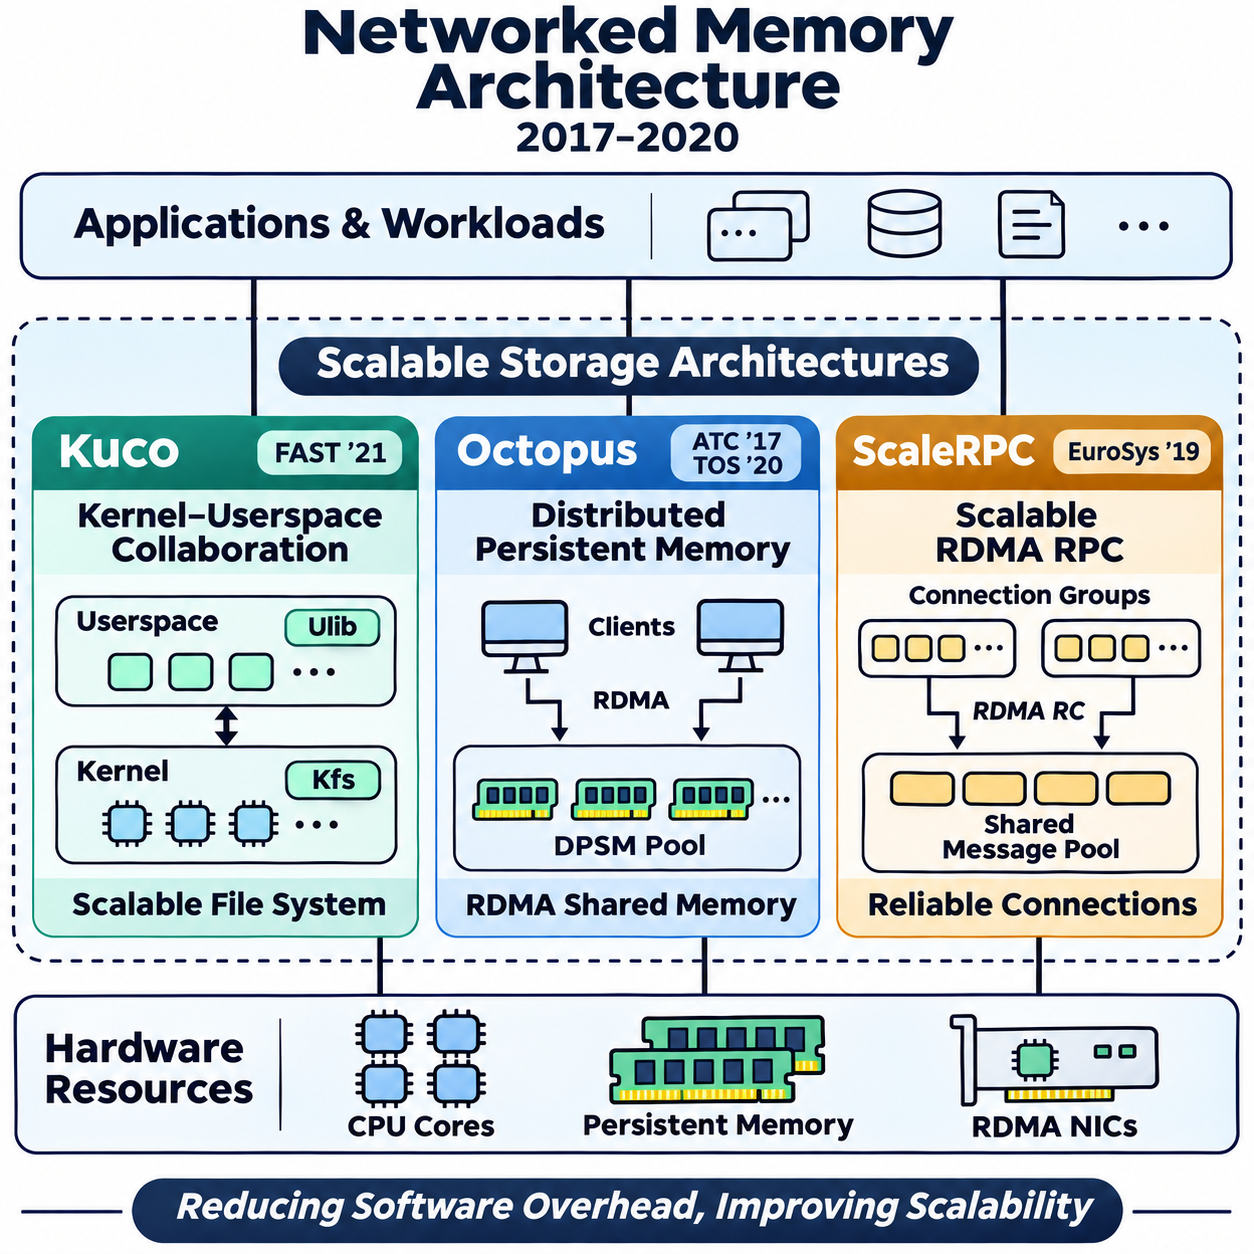 Networked Memory
Architecture
2017–2020
Applications & Workloads
Scalable Storage Architectures
Kuco
FAST ’21
Kernel–Userspace
Collaboration
Userspace
Ulib
Kernel
Kfs
Scalable File System
Octopus
ATC ’17
TOS ’20
Distributed
Persistent Memory
Clients
RDMA
DPSM Pool
RDMA Shared Memory
ScaleRPC
EuroSys ’19
Scalable
RDMA RPC
Connection Groups
RDMA RC
Shared
Message Pool
Reliable Connections
Hardware
Resources
CPU Cores
Persistent Memory
RDMA NICs
Reducing Software Overhead, Improving Scalability